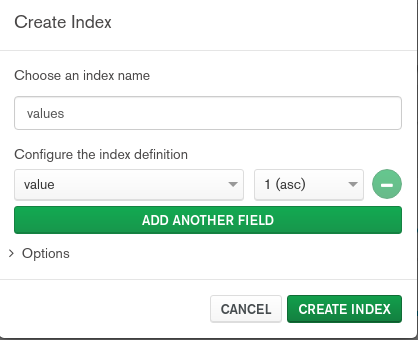 Create Index
Choose an index name
values
Configure the index definition
value 1 (asc)
ADD ANOTHER FIELD
Options
CANCEL CREATE INDEX